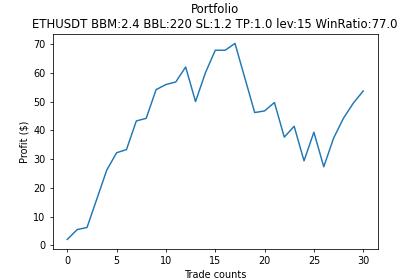 Portfolio
ETHUSDT BBM:2.4 BBL:220 SL:1.2 TP:1.0 lev:15 WinRatio:77.0
70
60
50
40
30
20
10
0
Profit ($)
0 5 10 15 20 25 30
Trade counts